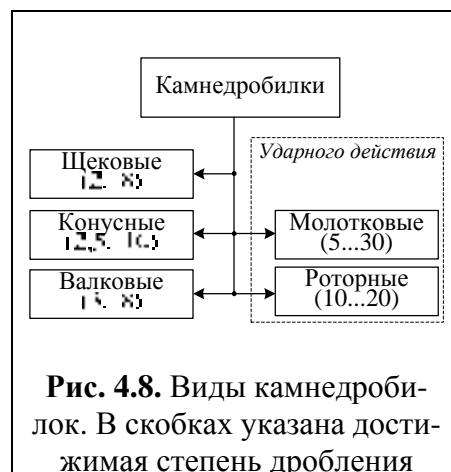 Камнедробилки
Ударного действия
Щековые
Конусные
Молотковые
(5...30)
Валковые
Роторные
(10...20)
Рис. 4.8. Виды камнедроби-
лок. В скобках указана дости-
жимая степень дробления